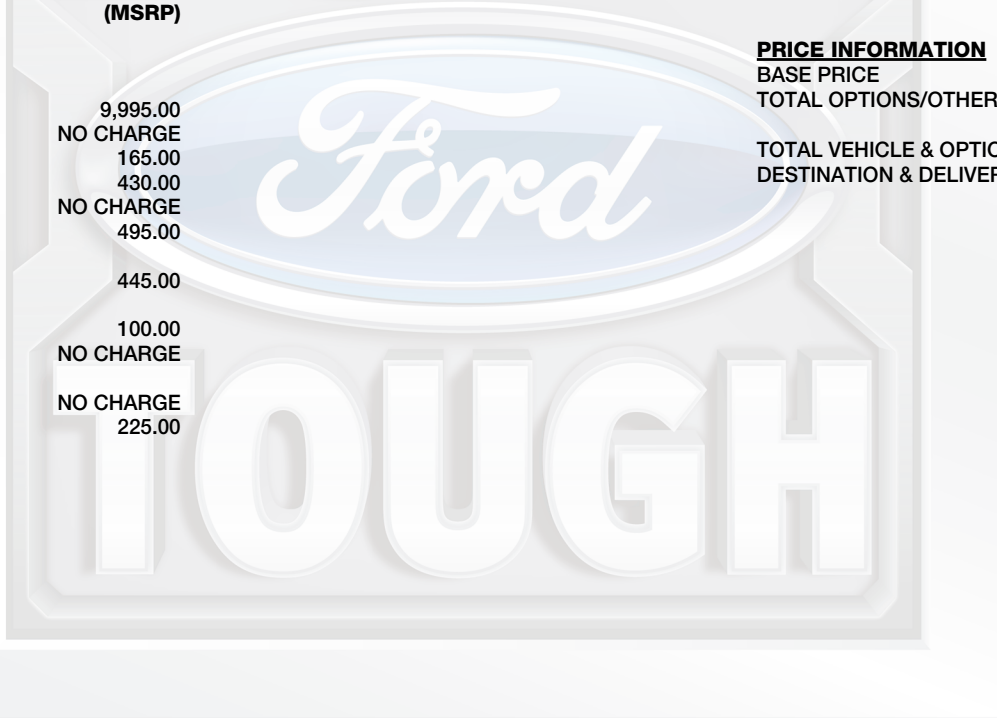 (MSRP)
9,995.00
NO CHARGE
165.00
430.00
NO CHARGE
495.00
445.00
100.00
NO CHARGE
NO CHARGE
225.00
PRICE INFORMATION
BASE PRICE
TOTAL OPTIONS/OTHER
TOTAL VEHICLE & OPTIO
DESTINATION & DELIVER
Ford
TOUGH